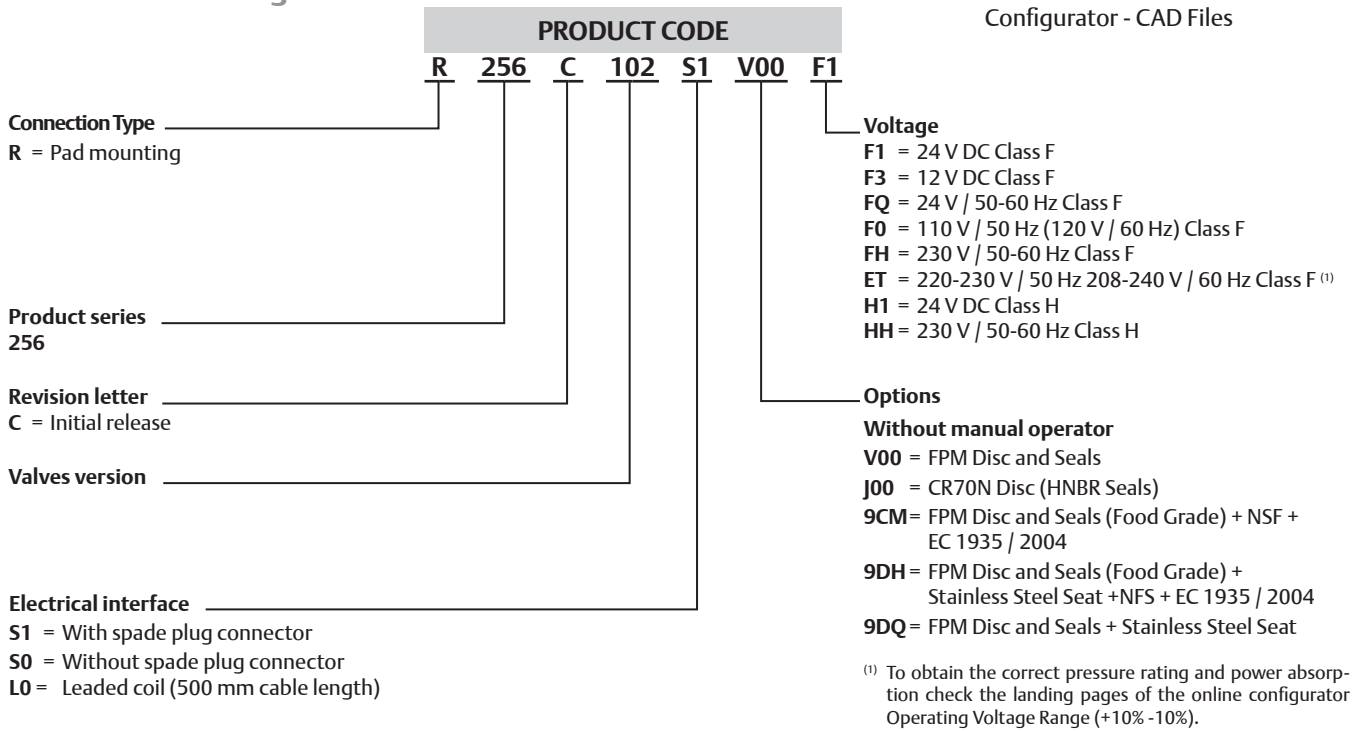 Configurator - CAD Files
PRODUCT CODE
R 256 C 102 S1 V00 F1
Connection Type
R = Pad mounting
Product series
256
Revision letter
C = Initial release
Valves version
Electrical interface
S1 = With spade plug connector
S0 = Without spade plug connector
L0 = Leaded coil (500 mm cable length)
Voltage
F1 = 24 V DC Class F
F3 = 12 V DC Class F
FQ = 24 V / 50-60 Hz Class F
F0 = 110 V / 50 Hz (120 V / 60 Hz) Class F
FH = 230 V / 50-60 Hz Class F
ET = 220-230 V / 50 Hz 208-240 V / 60 Hz Class F (1)
H1 = 24 V DC Class H
HH = 230 V / 50-60 Hz Class H
Options
Without manual operator
V00 = FPM Disc and Seals
J00 = CR70N Disc (HNBR Seals)
9CM = FPM Disc and Seals (Food Grade) + NSF +
EC 1935 / 2004
9DH = FPM Disc and Seals (Food Grade) +
Stainless Steel Seat +NFS + EC 1935 / 2004
9DQ = FPM Disc and Seals + Stainless Steel Seat
(1) To obtain the correct pressure rating and power absorp-
tion check the landing pages of the online configurator
Operating Voltage Range (+10% -10%).